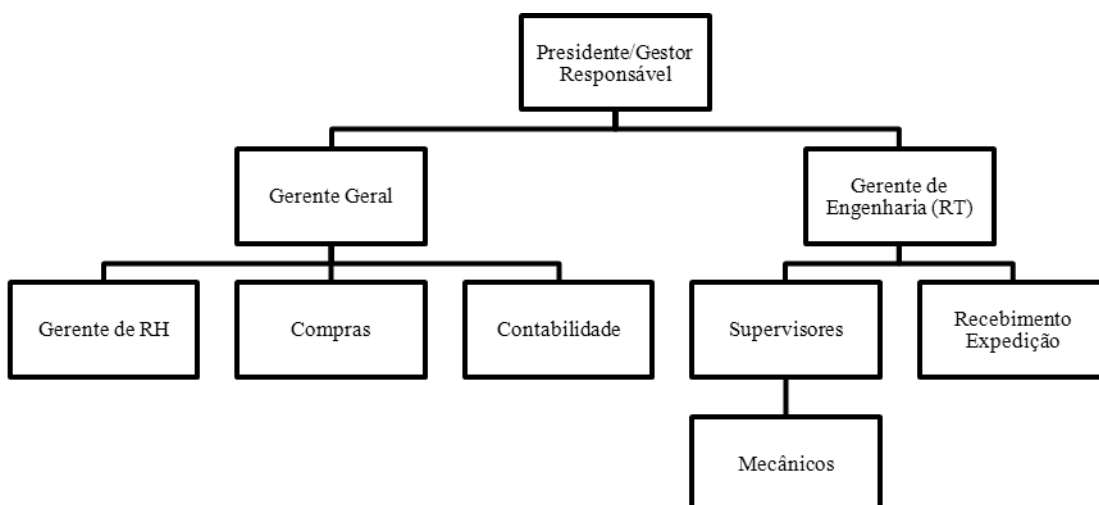 Presidente/Gestor
Responsável
Gerente Geral
Gerente de
Engenharia (RT)
Gerente de RH
Compras
Contabilidade
Supervisores
Recebimento
Expedição
Mecânicos